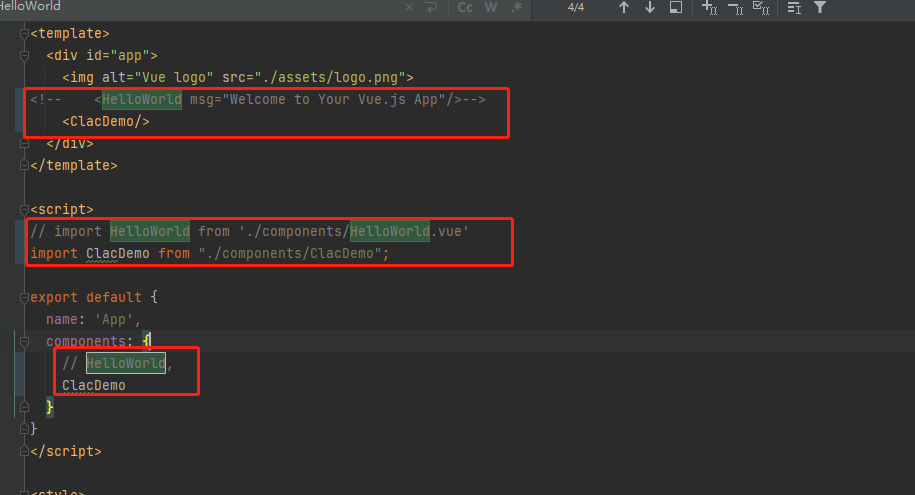 HelloWorld
Cc W .* 4/4
<template>
<div id="app">
<img alt="Vue logo" src="./assets/logo.png">
<!-- <HelloWorld msg="Welcome to Your Vue.js App"/>-->
<ClacDemo/>
</div>
</template>
<script>
// import HelloWorld from './components/HelloWorld.vue'
import ClacDemo from "./components/ClacDemo";
export default {
name: 'App',
components: {
// HelloWorld,
ClacDemo
}
}
</script>
<style>